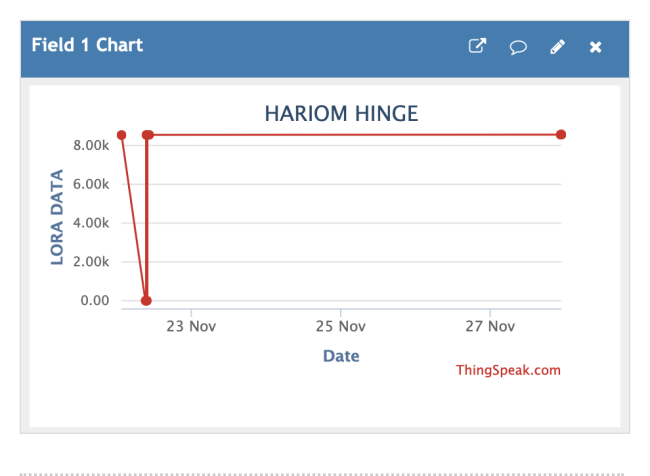 Field 1 Chart
HARIOM HINGE
LORA DATA
8.00k
6.00k
4.00k
2.00k
0.00
23 Nov
25 Nov
27 Nov
Date
ThingSpeak.com